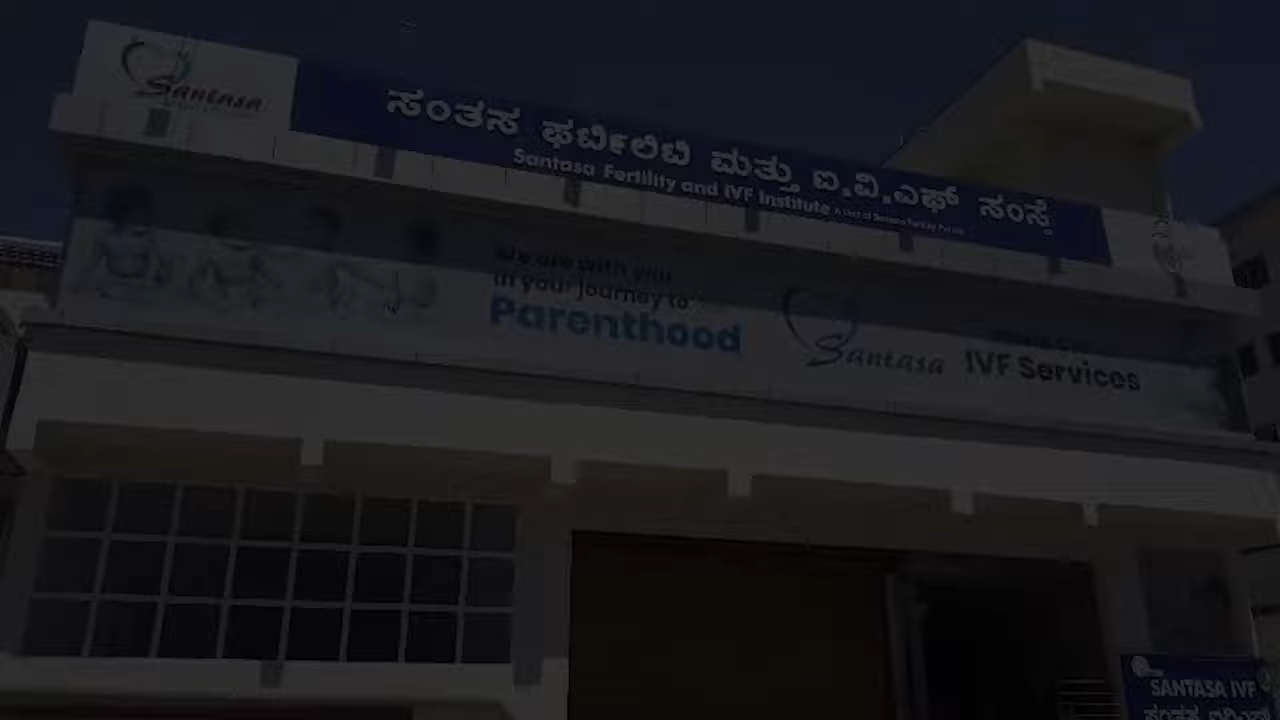 Santasa
ಸಂತಸ ಫರ್ಟಿಲಿಟಿ ಮತ್ತು ಐ.ವಿ.ಎಫ್ ಸಂಸ್ಥೆ
Santasa Fertility and IVF Institute
We are with you
in your journey to
Parenthood
Santasa
IVF Services
SANTASA IVF